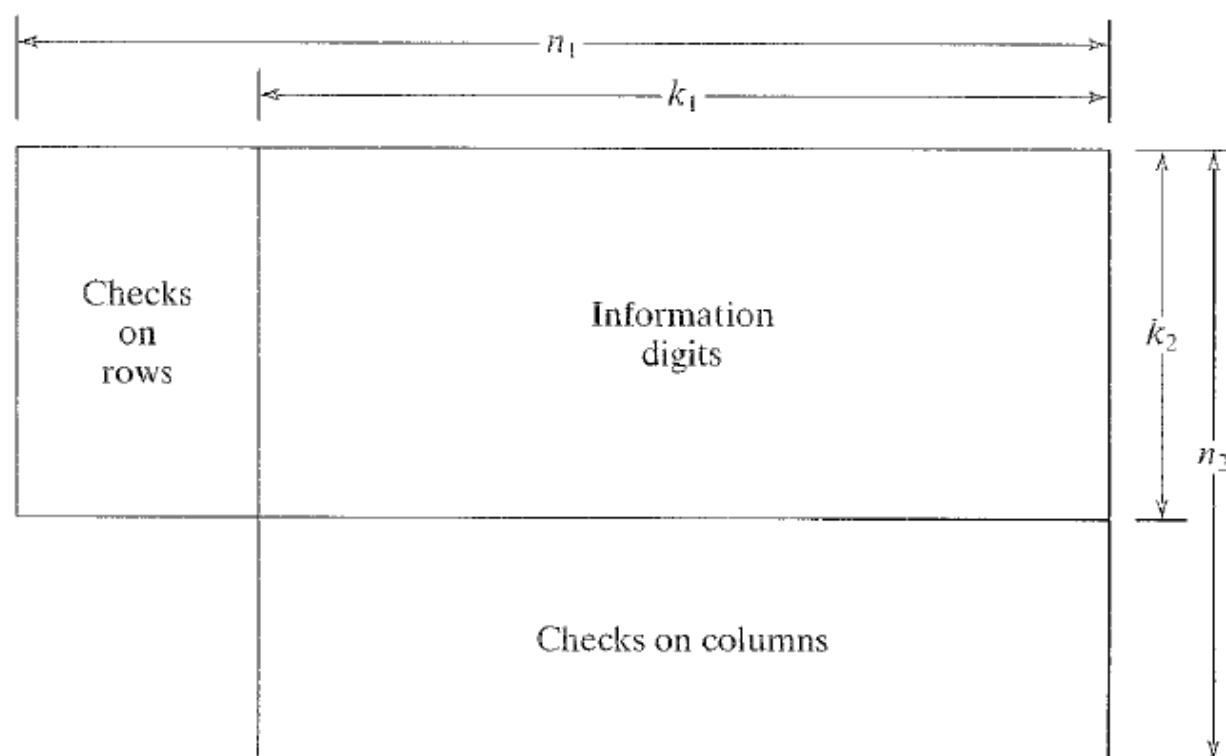 n₁
k₁
Checks
on
rows
Information
digits
k₂
n₂
Checks on columns